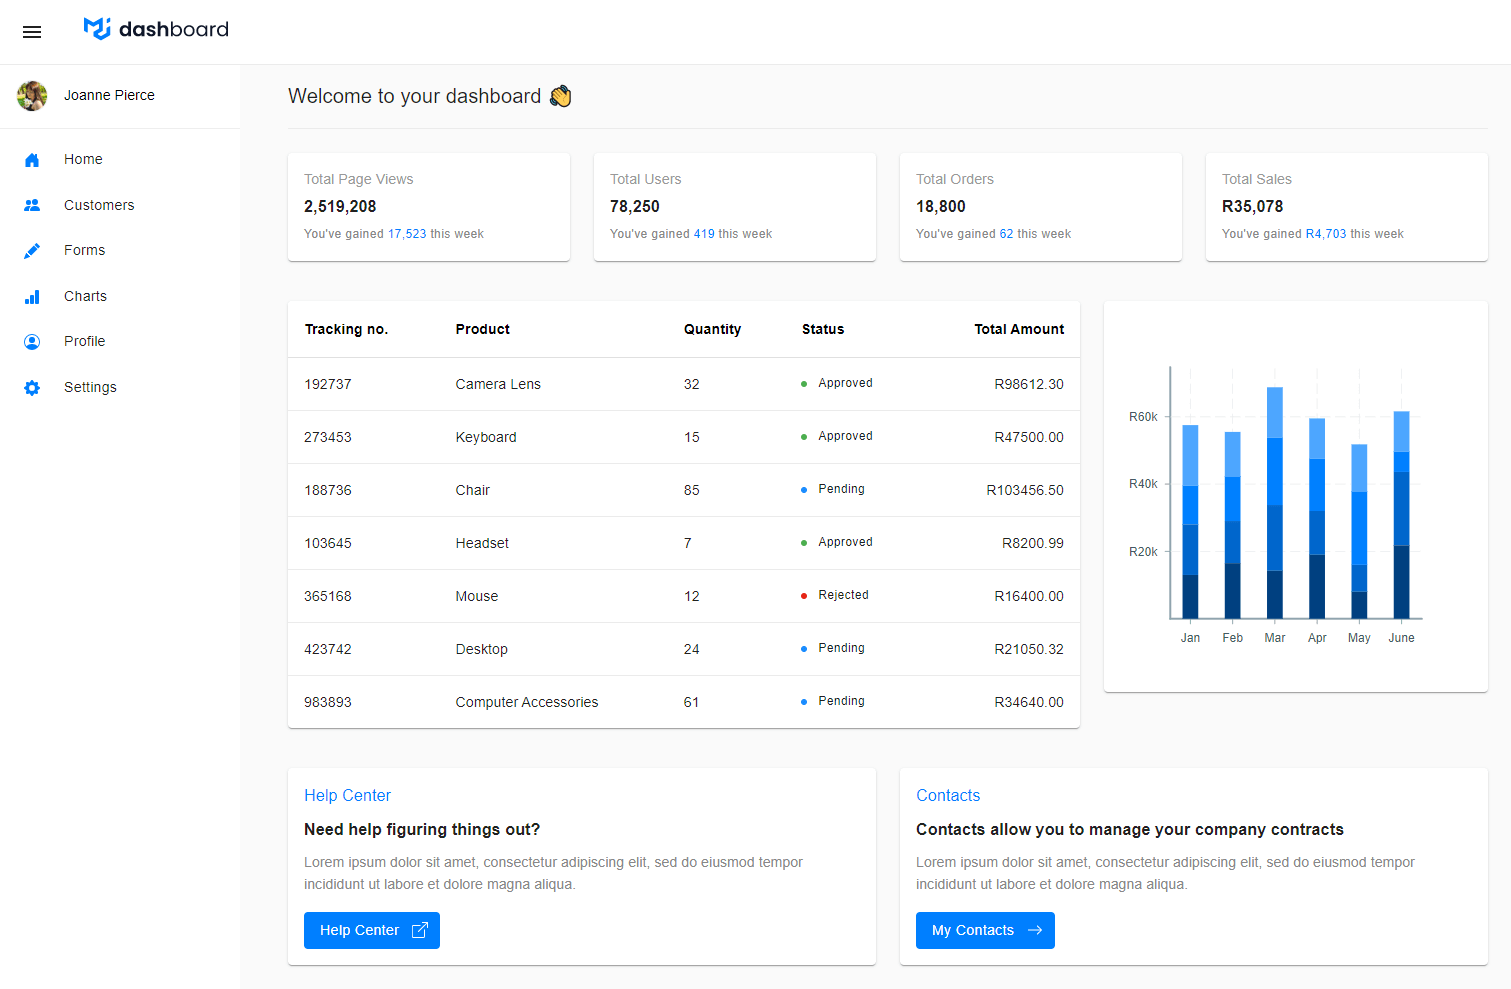 dashboard
Joanne Pierce
Home
Customers
Forms
Charts
Profile
Settings
Welcome to your dashboard 👋
Total Page Views
2,519,208
You've gained 17,523 this week
Total Users
78,250
You've gained 419 this week
Total Orders
18,800
You've gained 62 this week
Total Sales
R35,078
You've gained R4,703 this week
Tracking no. Product Quantity Status Total Amount
192737 Camera Lens 32 Approved R98612.30
273453 Keyboard 15 Approved R47500.00
188736 Chair 85 Pending R103456.50
103645 Headset 7 Approved R8200.99
365168 Mouse 12 Rejected R16400.00
423742 Desktop 24 Pending R21050.32
983893 Computer Accessories 61 Pending R34640.00
R60k
R40k
R20k
Jan Feb Mar Apr May June
Help Center
Need help figuring things out?
Lorem ipsum dolor sit amet, consectetur adipiscing elit, sed do eiusmod tempor
incididunt ut labore et dolore magna aliqua.
Help Center
Contacts
Contacts allow you to manage your company contracts
Lorem ipsum dolor sit amet, consectetur adipiscing elit, sed do eiusmod tempor
incididunt ut labore et dolore magna aliqua.
My Contacts